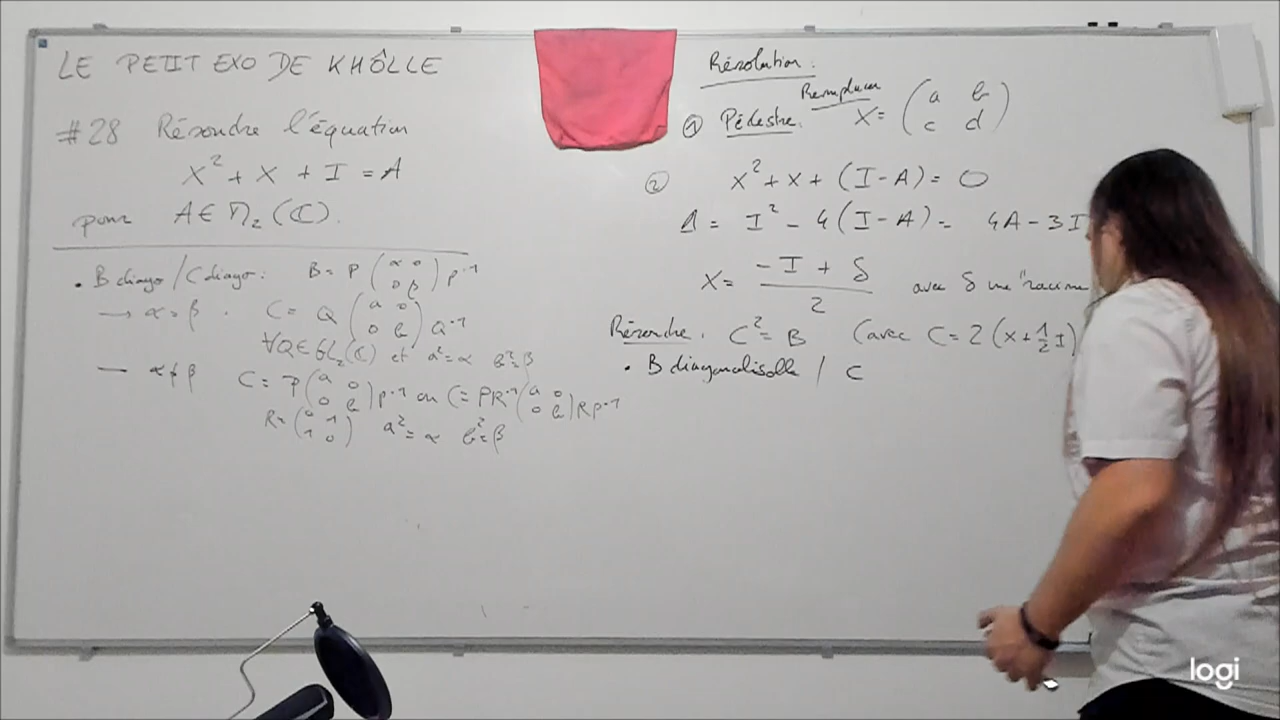 LE PETIT EXO DE KHÔLLE
#28 Résoudre l'équation
X² + X + I = A
pour A ∈ M₂(ℂ).
• B diago / C diago : B = P (α 0 ; 0 β) P⁻¹
→ α = β . C = Q (a 0 ; 0 b) Q⁻¹
∀Q ∈ GL₂(ℂ) et a² = α b² = β
— α ≠ β C = P (a 0 ; 0 b) P⁻¹ ou C = PR⁻¹ (a 0 ; 0 b) RP⁻¹
R = (0 1 ; 1 0) a² = α b² = β
Résolution :
① Pédestre. Remplacer X = (a b ; c d)
② X² + X + (I - A) = 0
Δ = I² - 4(I - A) = 4A - 3I
X = (-I + δ)/2 avec δ une "racine
Résoudre . C² = B (avec C = 2(X + 1/2 I)
• B diagonalisable / C
logi